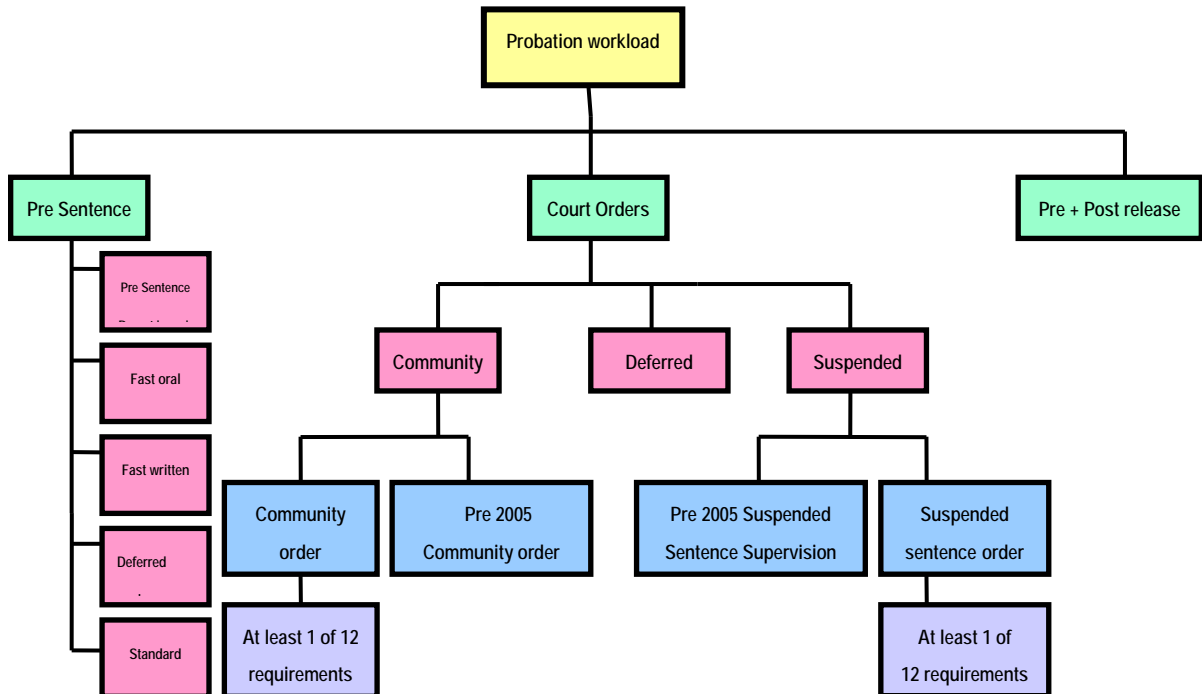 Probation workload
Pre Sentence
Court Orders
Pre + Post release
Pre Sentence
Fast oral
Fast written
Deferred
Standard
Community
Deferred
Suspended
Community
order
Pre 2005
Community order
Pre 2005 Suspended
Sentence Supervision
Suspended
sentence order
At least 1 of 12
requirements
At least 1 of
12 requirements